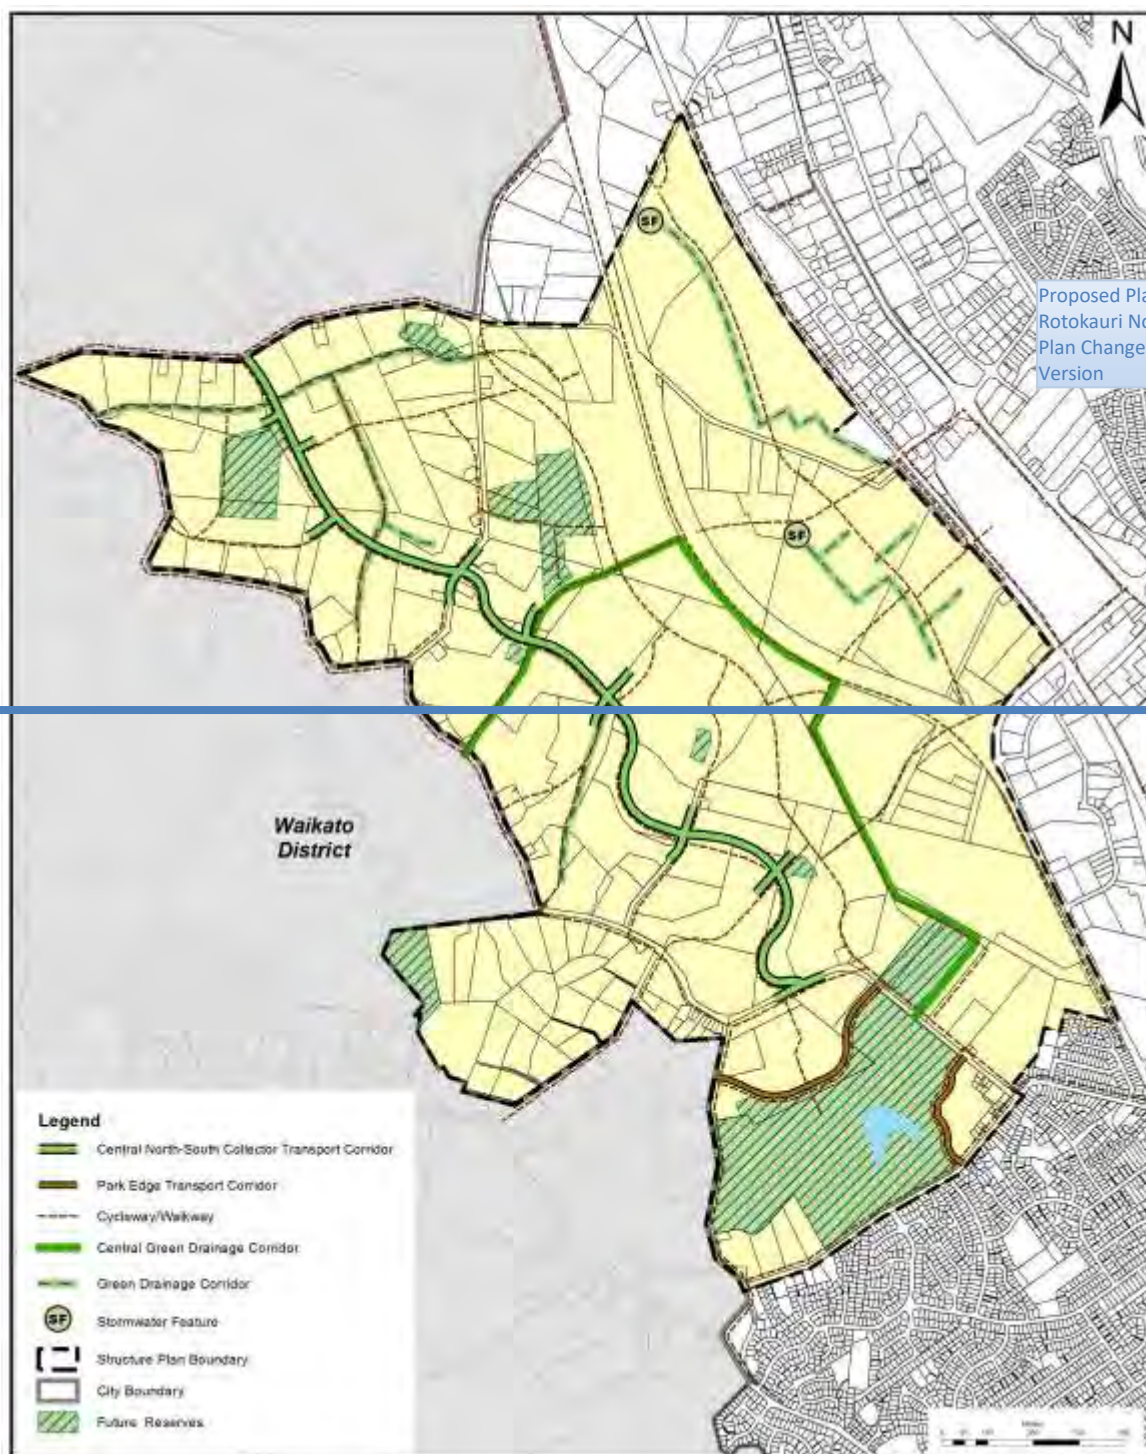 N
SF
Proposed Pla
Rotokauri No
Plan Change
Version
SF
Waikato
District
Legend
Central North-South Collector Transport Corridor
Park Edge Transport Corridor
Cycleway/Walkway
Central Green Drainage Corridor
Green Drainage Corridor
SF Stormwater Feature
Structure Plan Boundary
City Boundary
Future Reserves